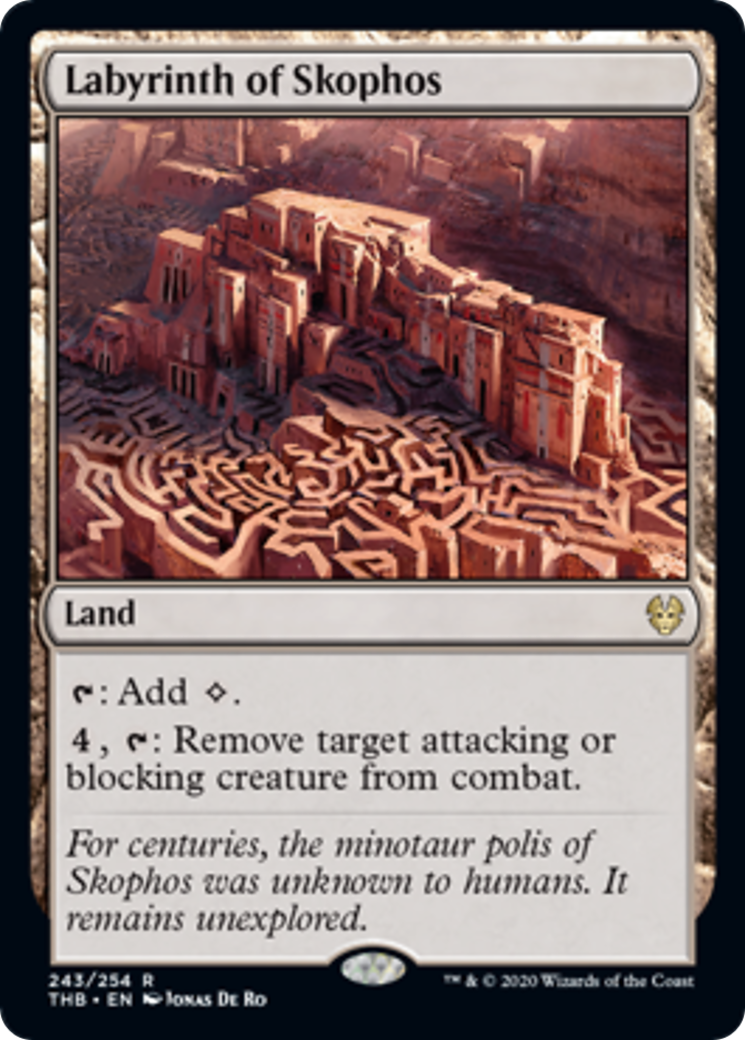 Labyrinth of Skophos
Land
: Add .
4 , : Remove target attacking or
blocking creature from combat.
For centuries, the minotaur polis of
Skophos was unknown to humans. It
remains unexplored.
243/254 R
THB • EN Jonas De Ro
™ & © 2020 Wizards of the Coast